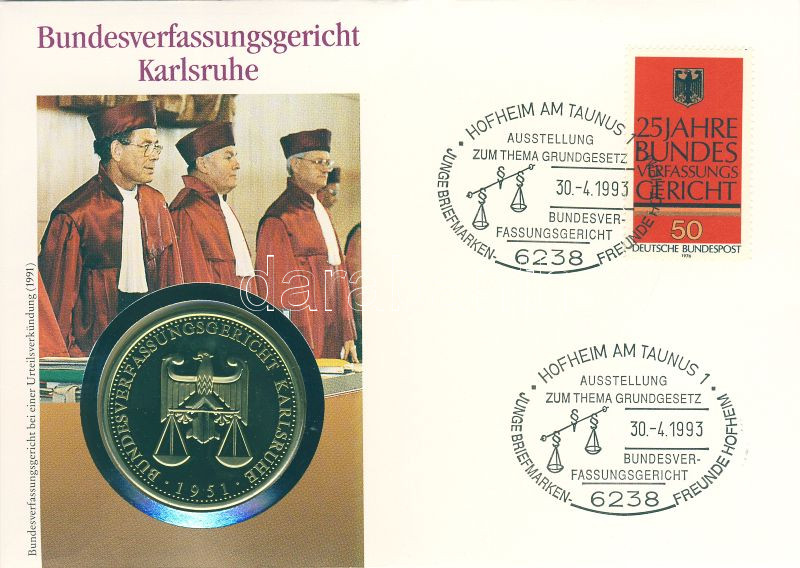 Bundesverfassungsgericht
Karlsruhe
Bundesverfassungsgericht bei einer Urteilsverkündung (1991)
BUNDESVERFASSUNGSGERICHT KARLSRUHE
· 1951 ·
25 JAHRE
BUNDES
VERFASSUNGS
GERICHT
50
DEUTSCHE BUNDESPOST
1976
· HOFHEIM AM TAUNUS 1 ·
AUSSTELLUNG
ZUM THEMA GRUNDGESETZ
30.-4.1993
BUNDESVER-
FASSUNGSGERICHT
JUNGE BRIEFMARKEN-
6238
FREUNDE HOFHEIM
· HOFHEIM AM TAUNUS 1 ·
AUSSTELLUNG
ZUM THEMA GRUNDGESETZ
30.-4.1993
BUNDESVER-
FASSUNGSGERICHT
JUNGE BRIEFMARKEN-
6238
FREUNDE HOFHEIM